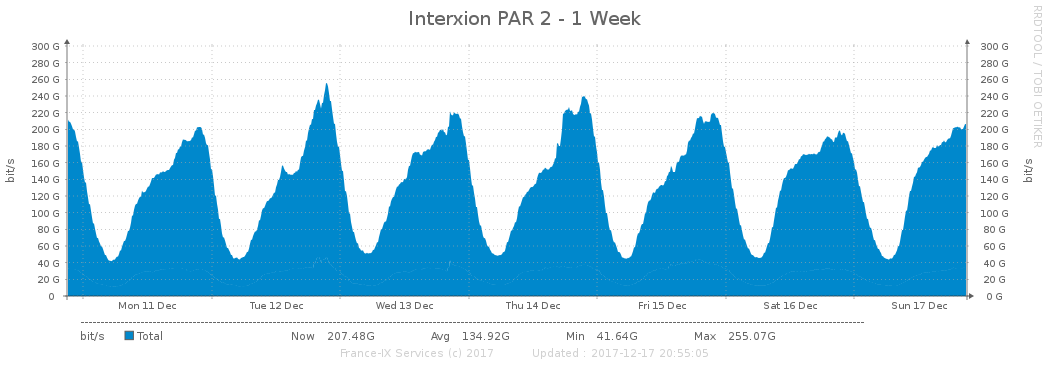 Interxion PAR 2 - 1 Week
RRDTOOL / TOBI OETIKER
300 G 300 G
280 G 280 G
260 G 260 G
240 G 240 G
220 G 220 G
200 G 200 G
180 G 180 G
160 G 160 G
140 G 140 G
120 G 120 G
100 G 100 G
80 G 80 G
60 G 60 G
40 G 40 G
20 G 20 G
0 0 G
bit/s bit/s
Mon 11 Dec Tue 12 Dec Wed 13 Dec Thu 14 Dec Fri 15 Dec Sat 16 Dec Sun 17 Dec
bit/s Total Now 207.48G Avg 134.92G Min 41.64G Max 255.07G
France-IX Services (c) 2017 Updated : 2017-12-17 20:55:05